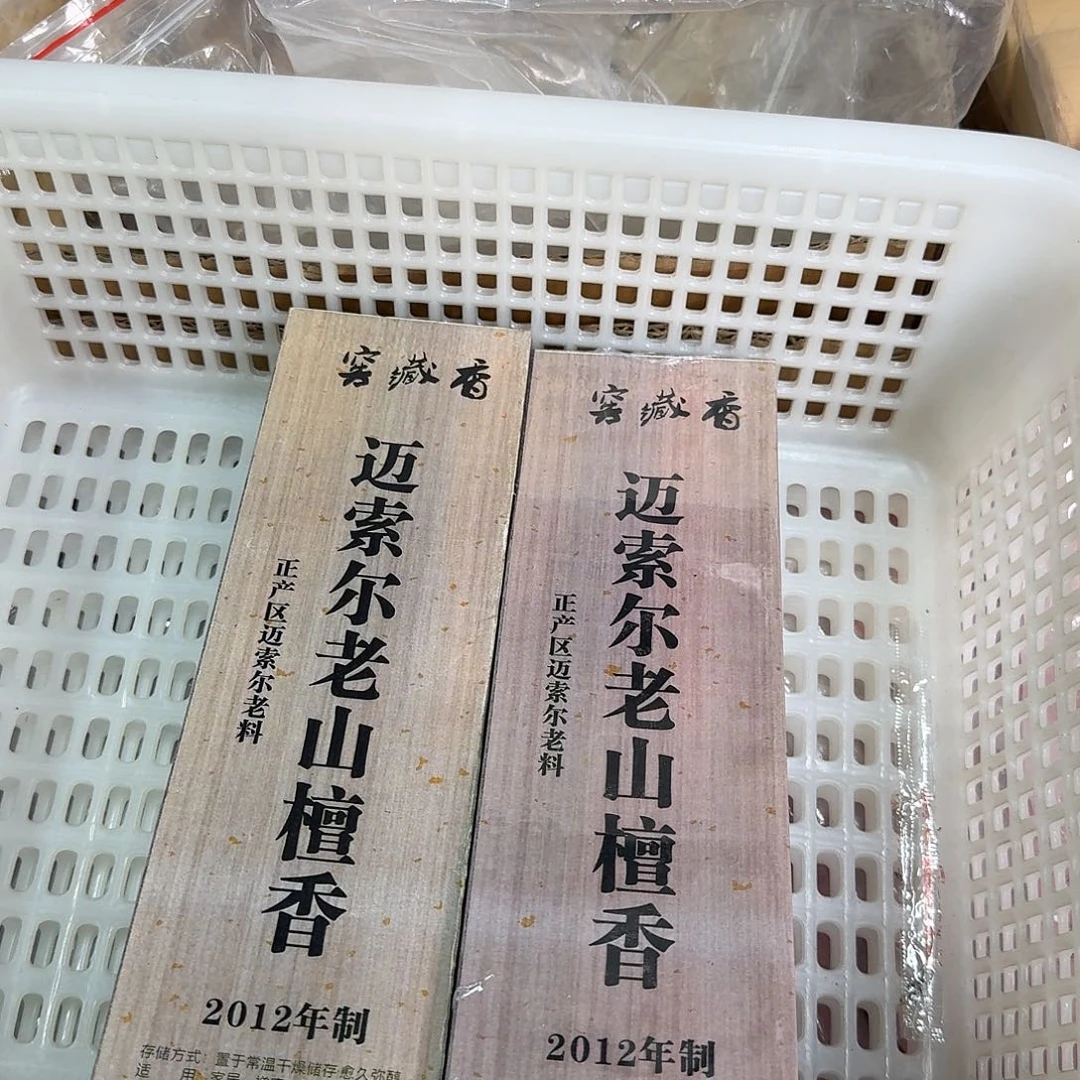 窖藏香
迈索尔老山檀香
正产区迈索尔老料
2012年制
存储方式：置于常温干燥储存愈久弥醇
适 用
窖藏香
迈索尔老山檀香
正产区迈索尔老料
2012年制